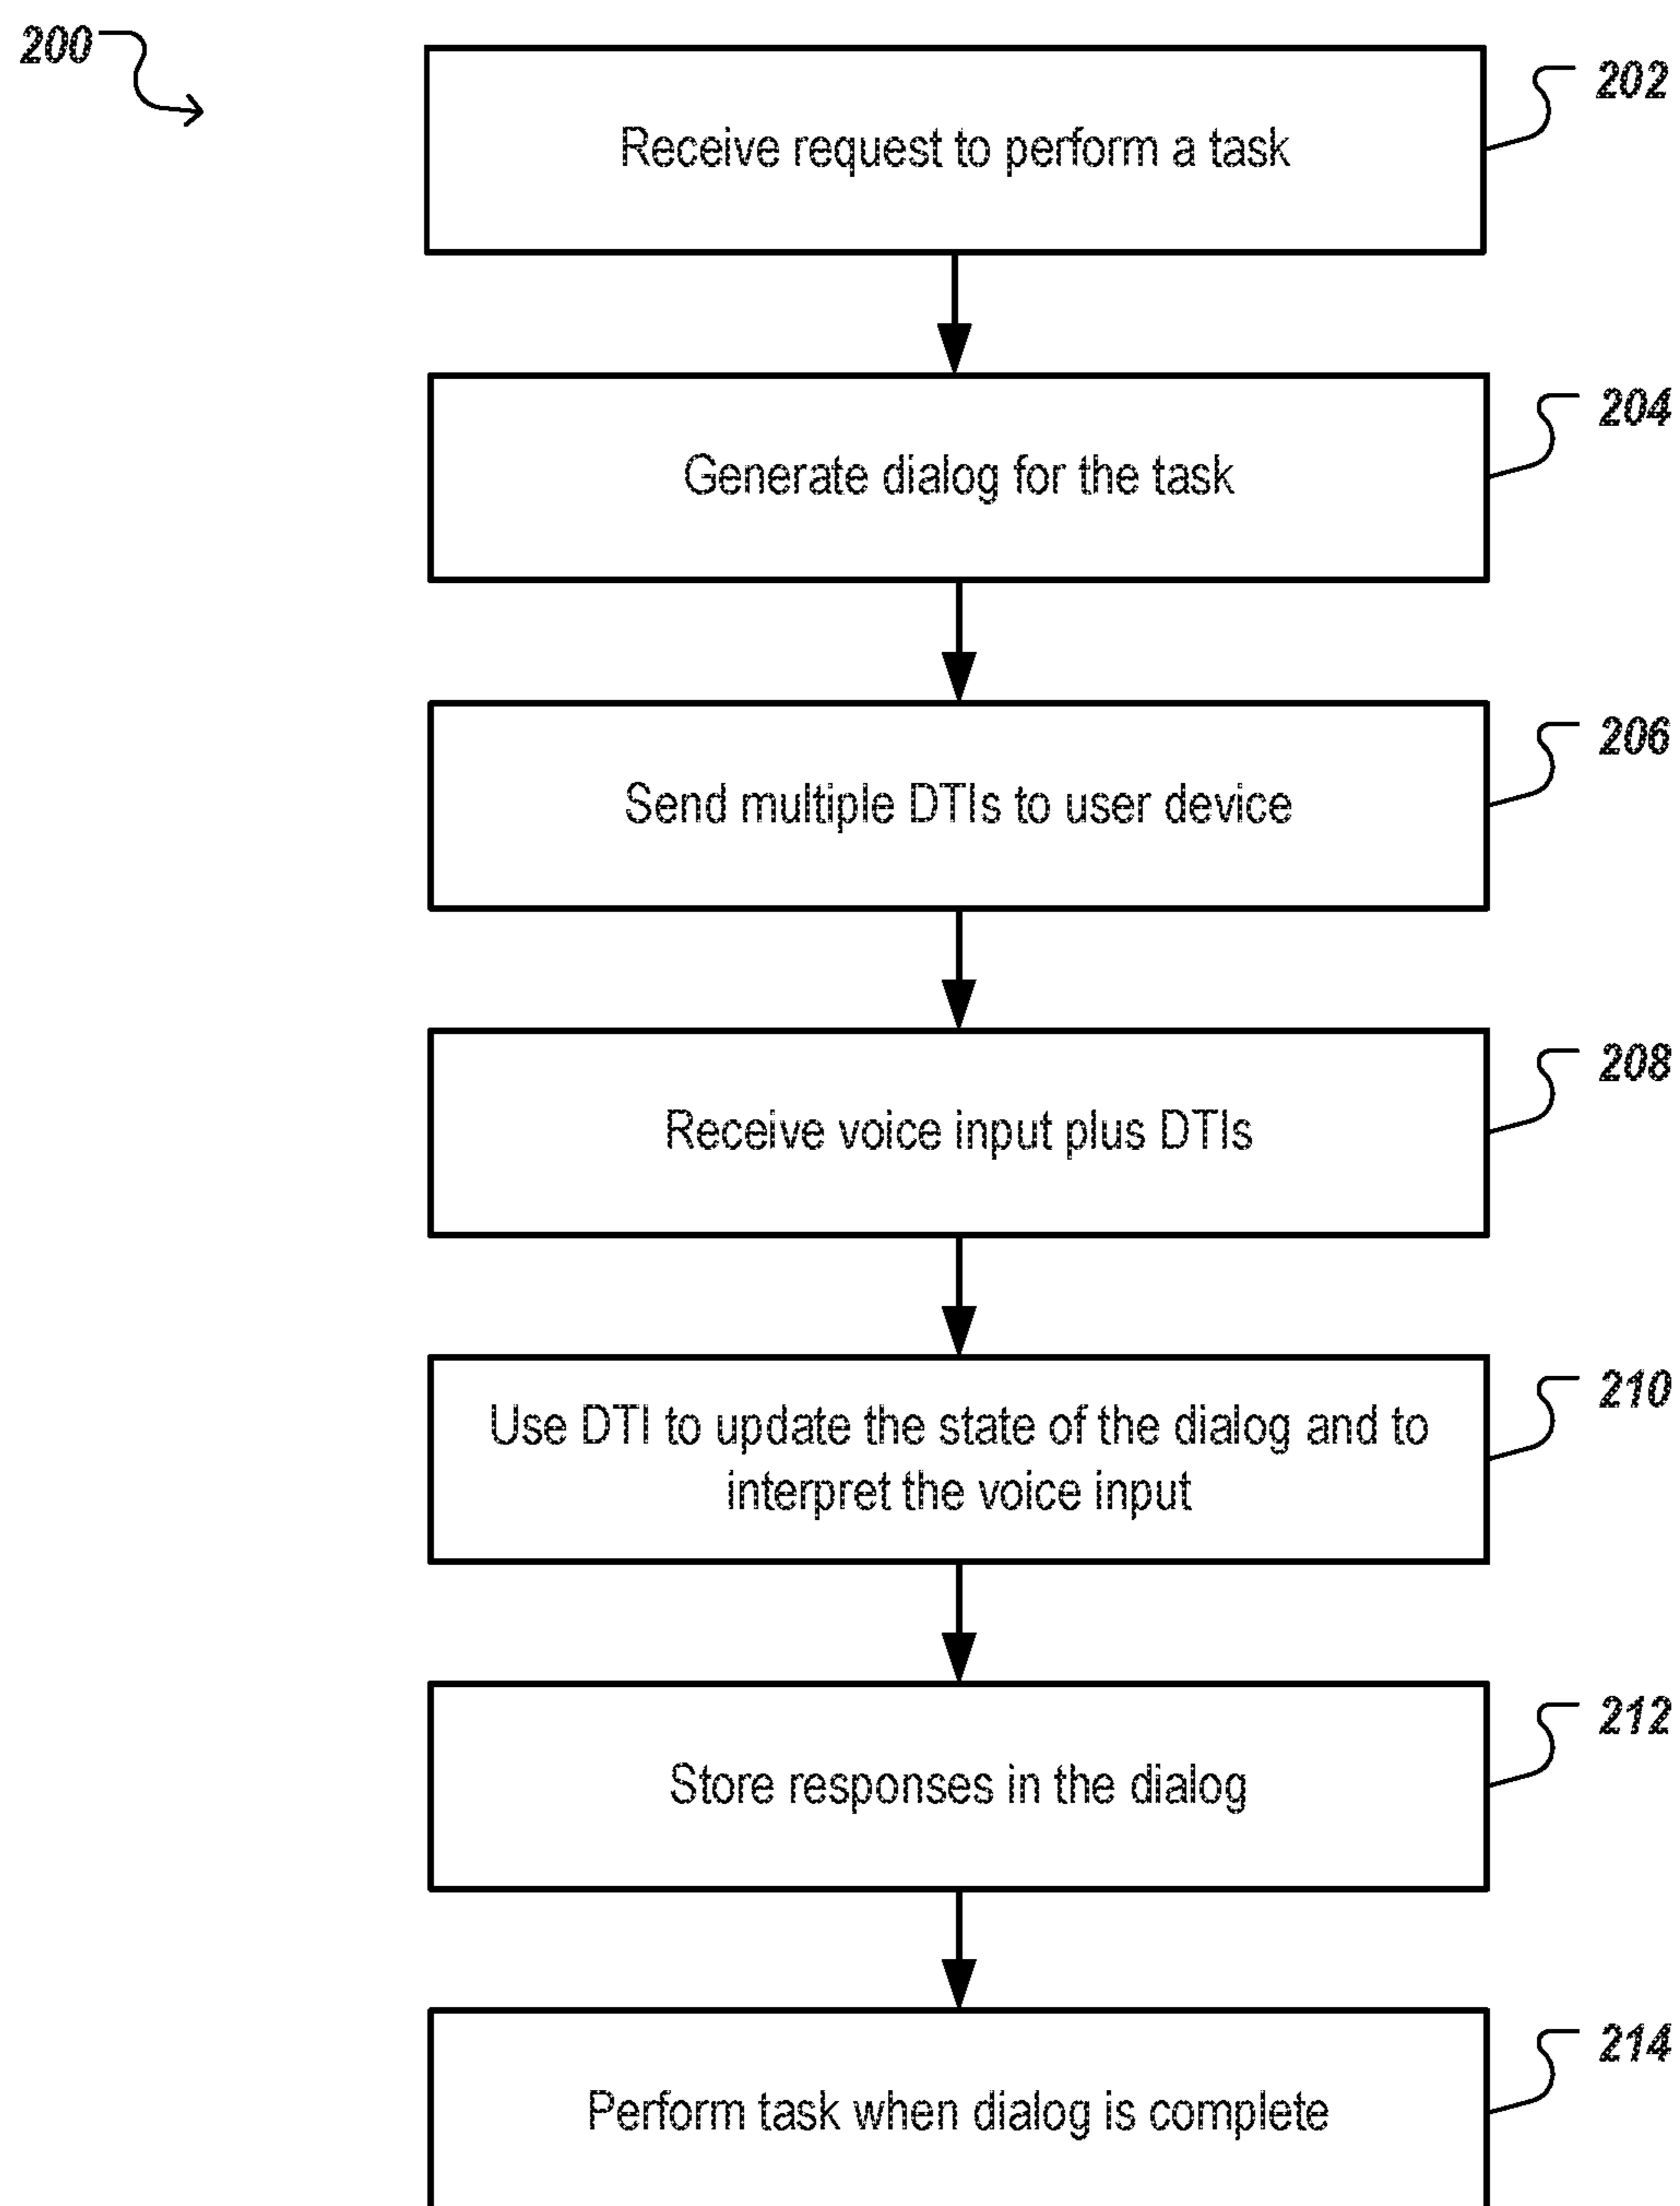 200
202
Receive request to perform a task
204
Generate dialog for the task
206
Send multiple DTIs to user device
208
Receive voice input plus DTIs
210
Use DTI to update the state of the dialog and to
interpret the voice input
212
Store responses in the dialog
214
Perform task when dialog is complete